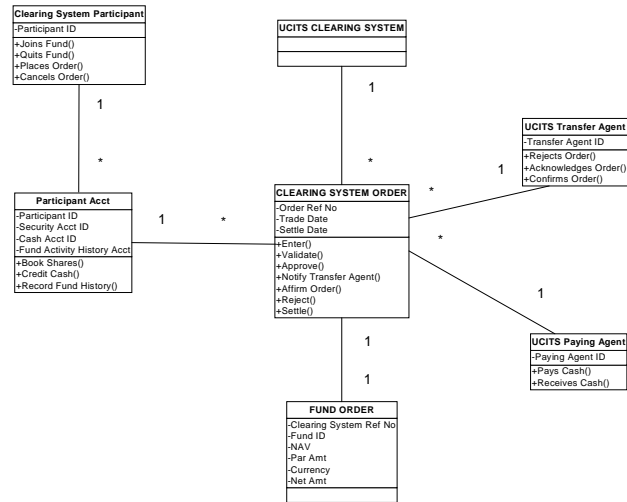 Clearing System Participant
-Participant ID
+Joins Fund()
+Quits Fund()
+Places Order()
+Cancels Order()
1
*
UCITS CLEARING SYSTEM
1
*
UCITS Transfer Agent
-Transfer Agent ID
+Rejects Order()
+Acknowledges Order()
+Confirms Order()
1
*
Participant Acct
-Participant ID
-Security Acct ID
-Cash Acct ID
-Fund Activity History Acct
+Book Shares()
+Credit Cash()
+Record Fund History()
1
*
CLEARING SYSTEM ORDER
-Order Ref No
-Trade Date
-Settle Date
+Enter()
+Validate()
+Approve()
+Notify Transfer Agent()
+Affirm Order()
+Reject()
+Settle()
*
1
UCITS Paying Agent
-Paying Agent ID
+Pays Cash()
+Receives Cash()
1
1
FUND ORDER
-Clearing System Ref No
-Fund ID
-NAV
-Par Amt
-Currency
-Net Amt